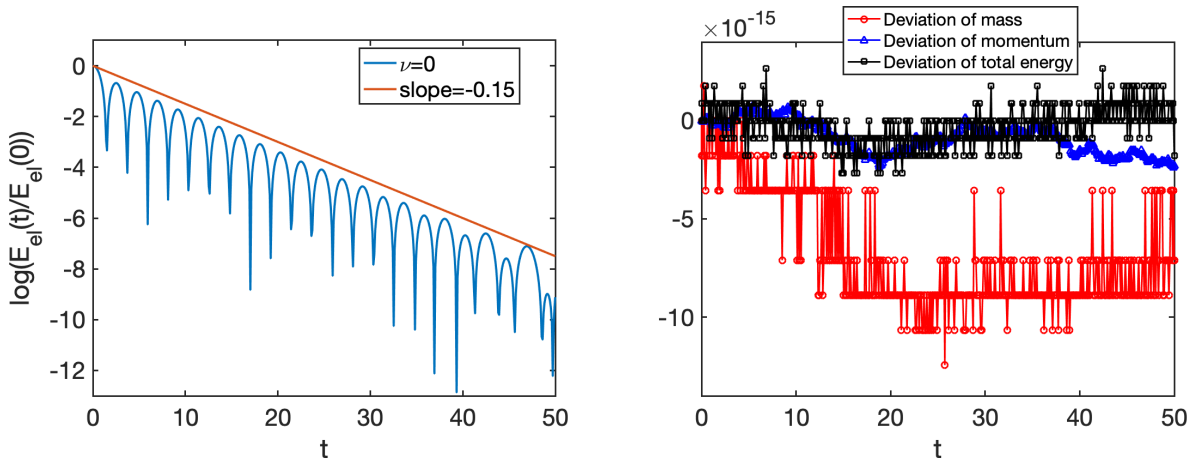 0
-2
-4
-6
-8
-10
-12
0
10
20
30
40
50
t
log(E_el(t)/E_el(0))
ν=0
slope=-0.15
×10^-15
Deviation of mass
Deviation of momentum
Deviation of total energy
0
-5
-10
0
10
20
30
40
50
t